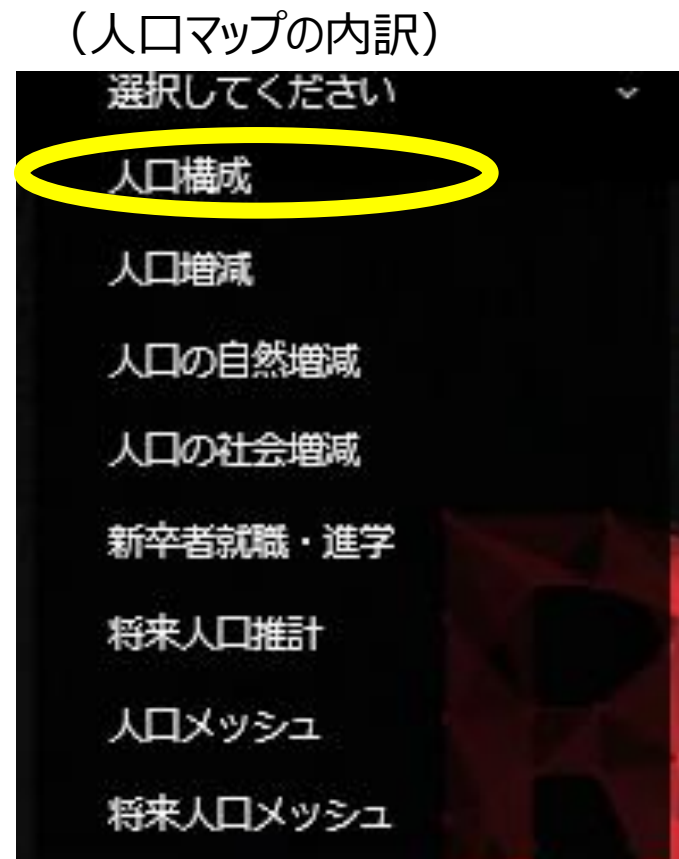 （人口マップの内訳）
選択してください
人口構成
人口増減
人口の自然増減
人口の社会増減
新卒者就職・進学
将来人口推計
人口メッシュ
将来人口メッシュ